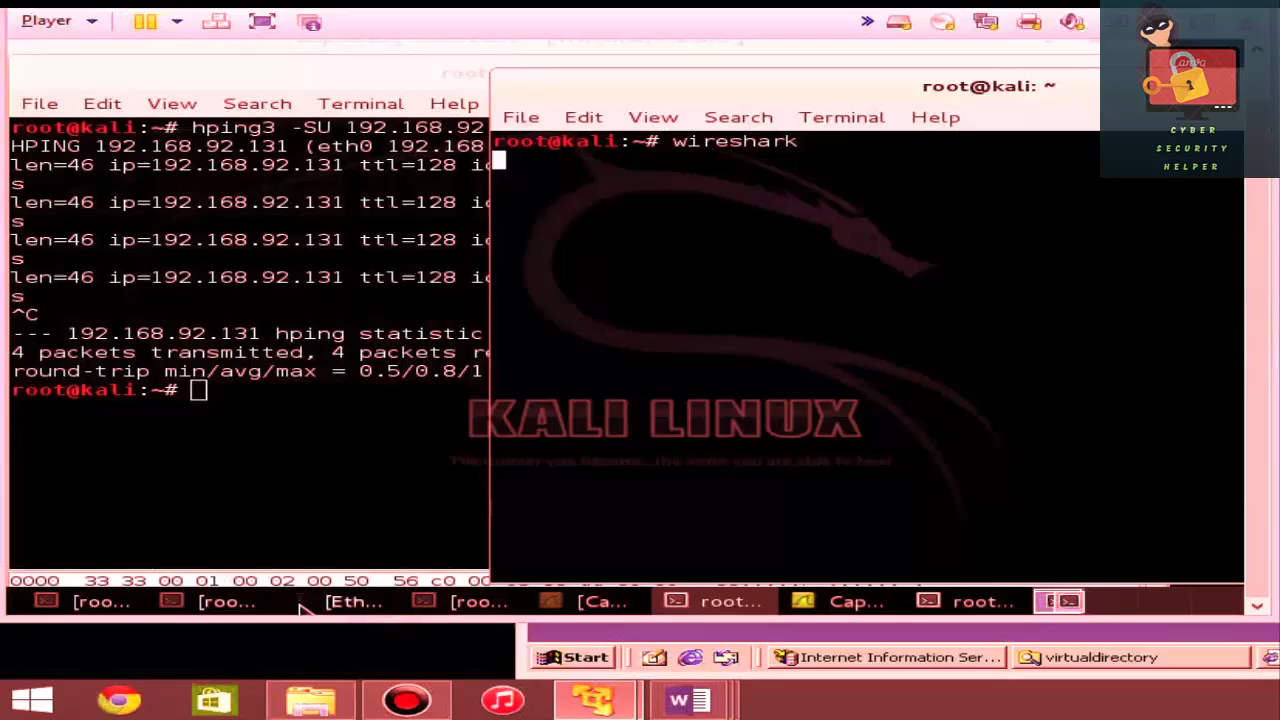 Player
root
root@kali: ~
File Edit View Search Terminal Help
root@kali:~# hping3 -SU 192.168.92
HPING 192.168.92.131 (eth0 192.168
len=46 ip=192.168.92.131 ttl=128 i
s
len=46 ip=192.168.92.131 ttl=128 i
s
len=46 ip=192.168.92.131 ttl=128 i
s
len=46 ip=192.168.92.131 ttl=128 i
s
^C
--- 192.168.92.131 hping statistic
4 packets transmitted, 4 packets re
round-trip min/avg/max = 0.5/0.8/1
root@kali:~#
File Edit View Search Terminal Help
root@kali:~# wireshark
KALI LINUX
Canva
CYBER
SECURITY
HELPER
0000 33 33 00 01 00 02 00 50 56 c0 00
[roo... [roo... [Eth... [roo... [Ca... root... Cap... root...
Start Internet Information Ser... virtualdirectory